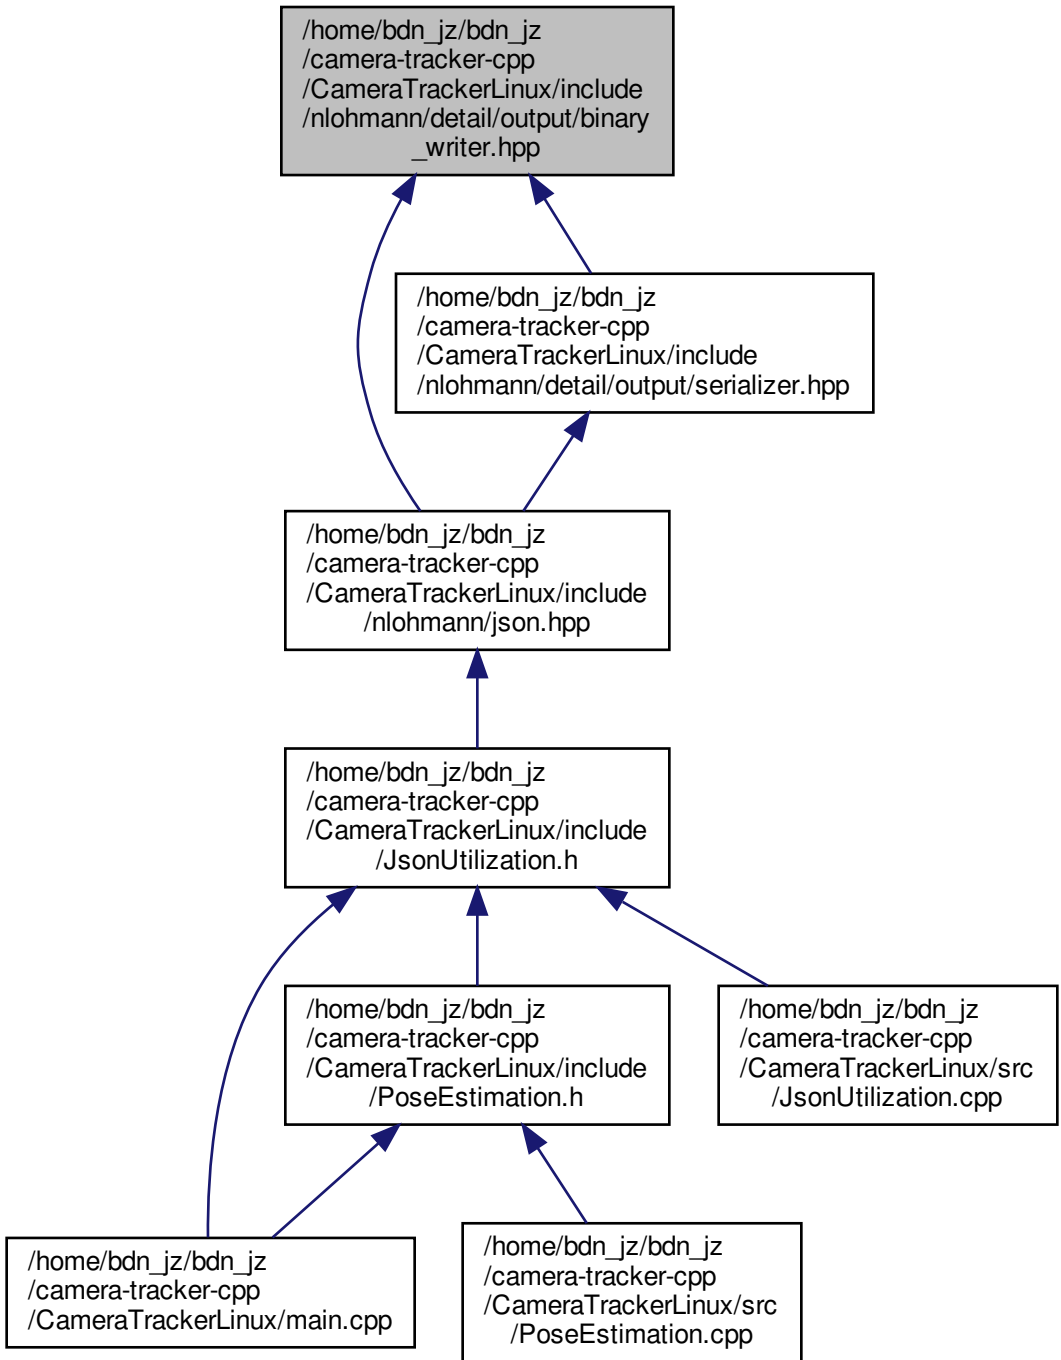 /home/bdn_jz/bdn_jz
/camera-tracker-cpp
/CameraTrackerLinux/include
/nlohmann/detail/output/binary
_writer.hpp
/home/bdn_jz/bdn_jz
/camera-tracker-cpp
/CameraTrackerLinux/include
/nlohmann/detail/output/serializer.hpp
/home/bdn_jz/bdn_jz
/camera-tracker-cpp
/CameraTrackerLinux/include
/nlohmann/json.hpp
/home/bdn_jz/bdn_jz
/camera-tracker-cpp
/CameraTrackerLinux/include
/JsonUtilization.h
/home/bdn_jz/bdn_jz
/camera-tracker-cpp
/CameraTrackerLinux/include
/PoseEstimation.h
/home/bdn_jz/bdn_jz
/camera-tracker-cpp
/CameraTrackerLinux/src
/JsonUtilization.cpp
/home/bdn_jz/bdn_jz
/camera-tracker-cpp
/CameraTrackerLinux/main.cpp
/home/bdn_jz/bdn_jz
/camera-tracker-cpp
/CameraTrackerLinux/src
/PoseEstimation.cpp